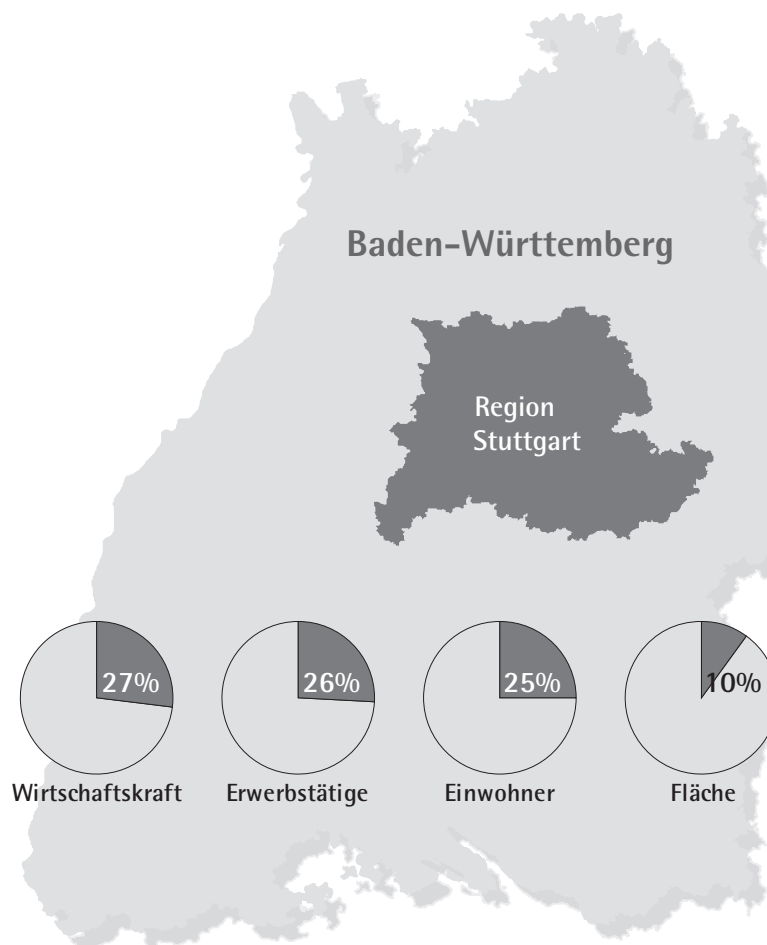 Baden-Württemberg
Region
Stuttgart
27%
26%
25%
10%
Wirtschaftskraft
Erwerbstätige
Einwohner
Fläche